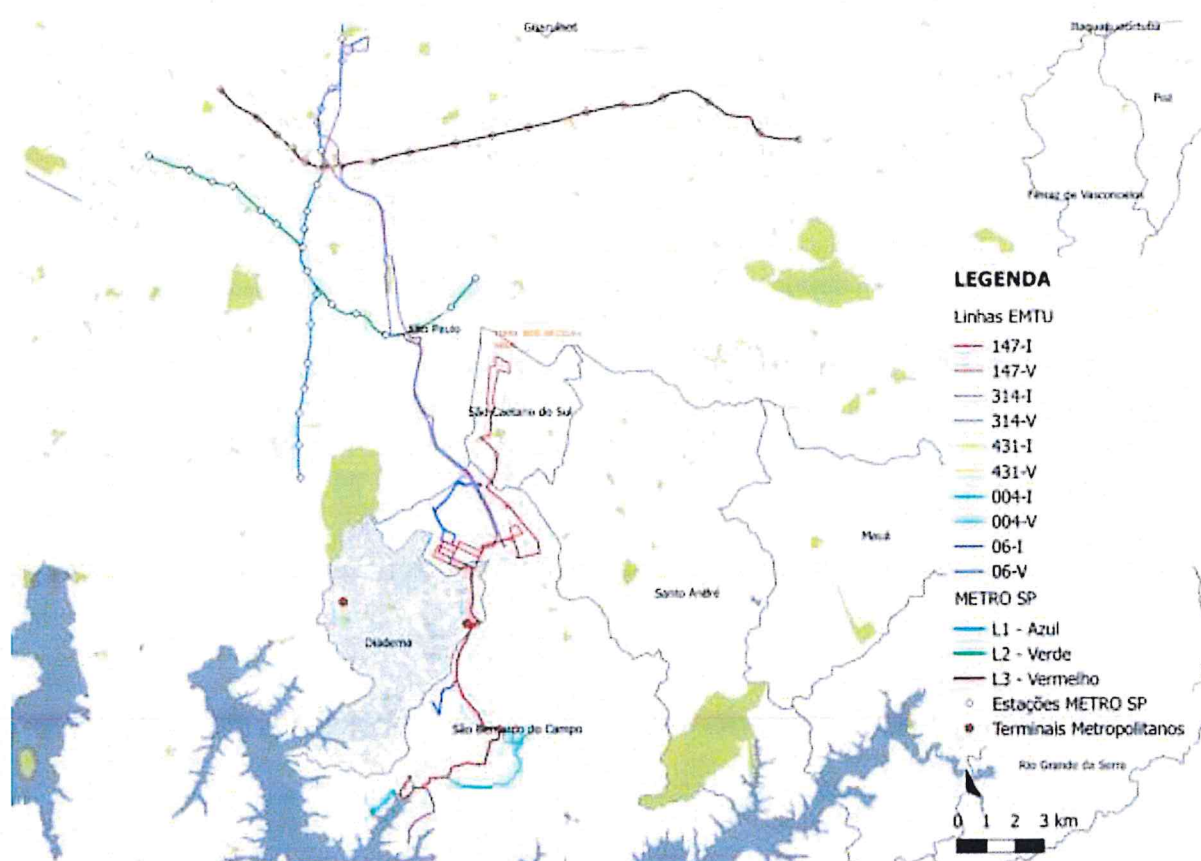 Guarulhos
Itaquaquecetuba
Poá
Ferraz de Vasconcelos
São Paulo
São Caetano do Sul
Mauá
Santo André
Diadema
São Bernardo do Campo
Rio Grande da Serra
LEGENDA
Linhas EMTU
147-I
147-V
314-I
314-V
431-I
431-V
004-I
004-V
06-I
06-V
METRO SP
L1 - Azul
L2 - Verde
L3 - Vermelho
Estações METRO SP
Terminais Metropolitanos
0 1 2 3 km